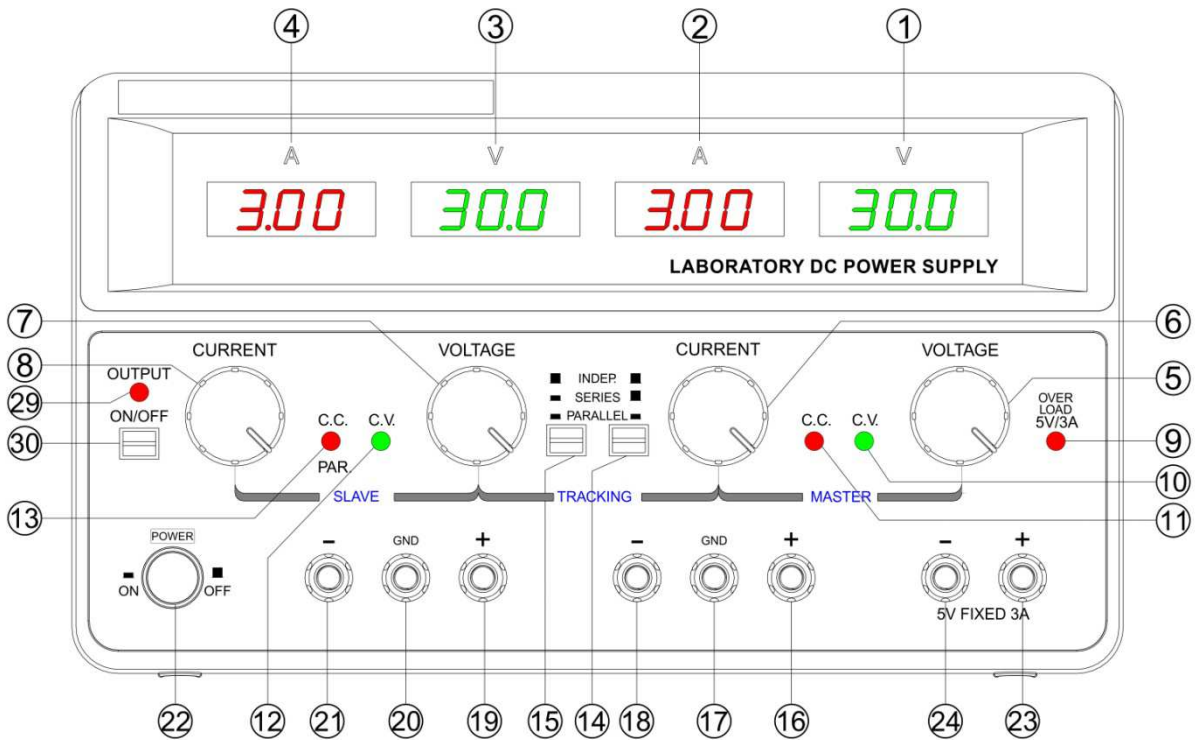 ④ ③ ② ①
A V A V
3.00 30.0 3.00 30.0
LABORATORY DC POWER SUPPLY
⑦ ⑥
CURRENT VOLTAGE CURRENT VOLTAGE
⑧ ⑤
OUTPUT
INDEP.
SERIES
PARALLEL
㉙
ON/OFF
OVER
LOAD
5V/3A
㉚
C.C. C.V. C.C. C.V.
⑨
PAR.
⑩
SLAVE TRACKING MASTER
⑬ ⑪
POWER
- GND + - GND + - +
ON OFF
5V FIXED 3A
㉒ ⑫ ㉑ ⑳ ⑲ ⑮ ⑭ ⑱ ⑰ ⑯ ㉔ ㉓